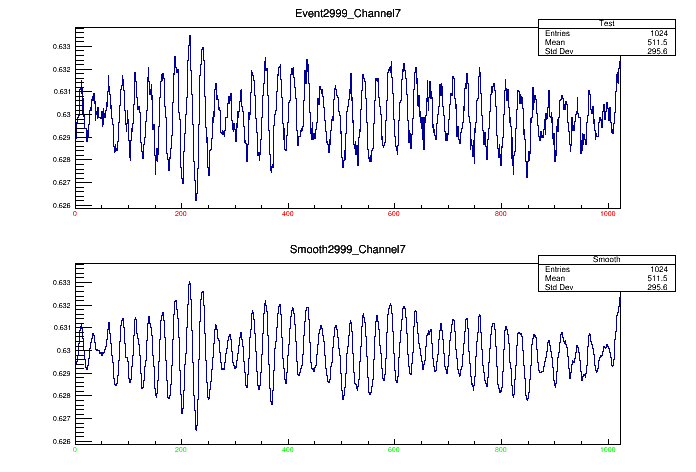 Event2999_Channel7
Test
Entries 1024
Mean 511.5
Std Dev 295.6
0.633
0.632
0.631
0.63
0.629
0.628
0.627
0.626
0 200 400 600 800 1000
Smooth2999_Channel7
Smooth
Entries 1024
Mean 511.5
Std Dev 295.6
0.633
0.632
0.631
0.63
0.629
0.628
0.627
0.626
0 200 400 600 800 1000